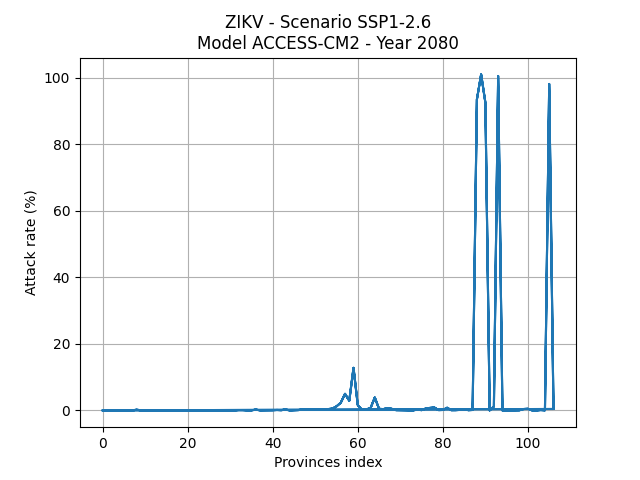 ZIKV - Scenario SSP1-2.6
Model ACCESS-CM2 - Year 2080
100
80
60
40
20
0
Attack rate (%)
0 20 40 60 80 100
Provinces index